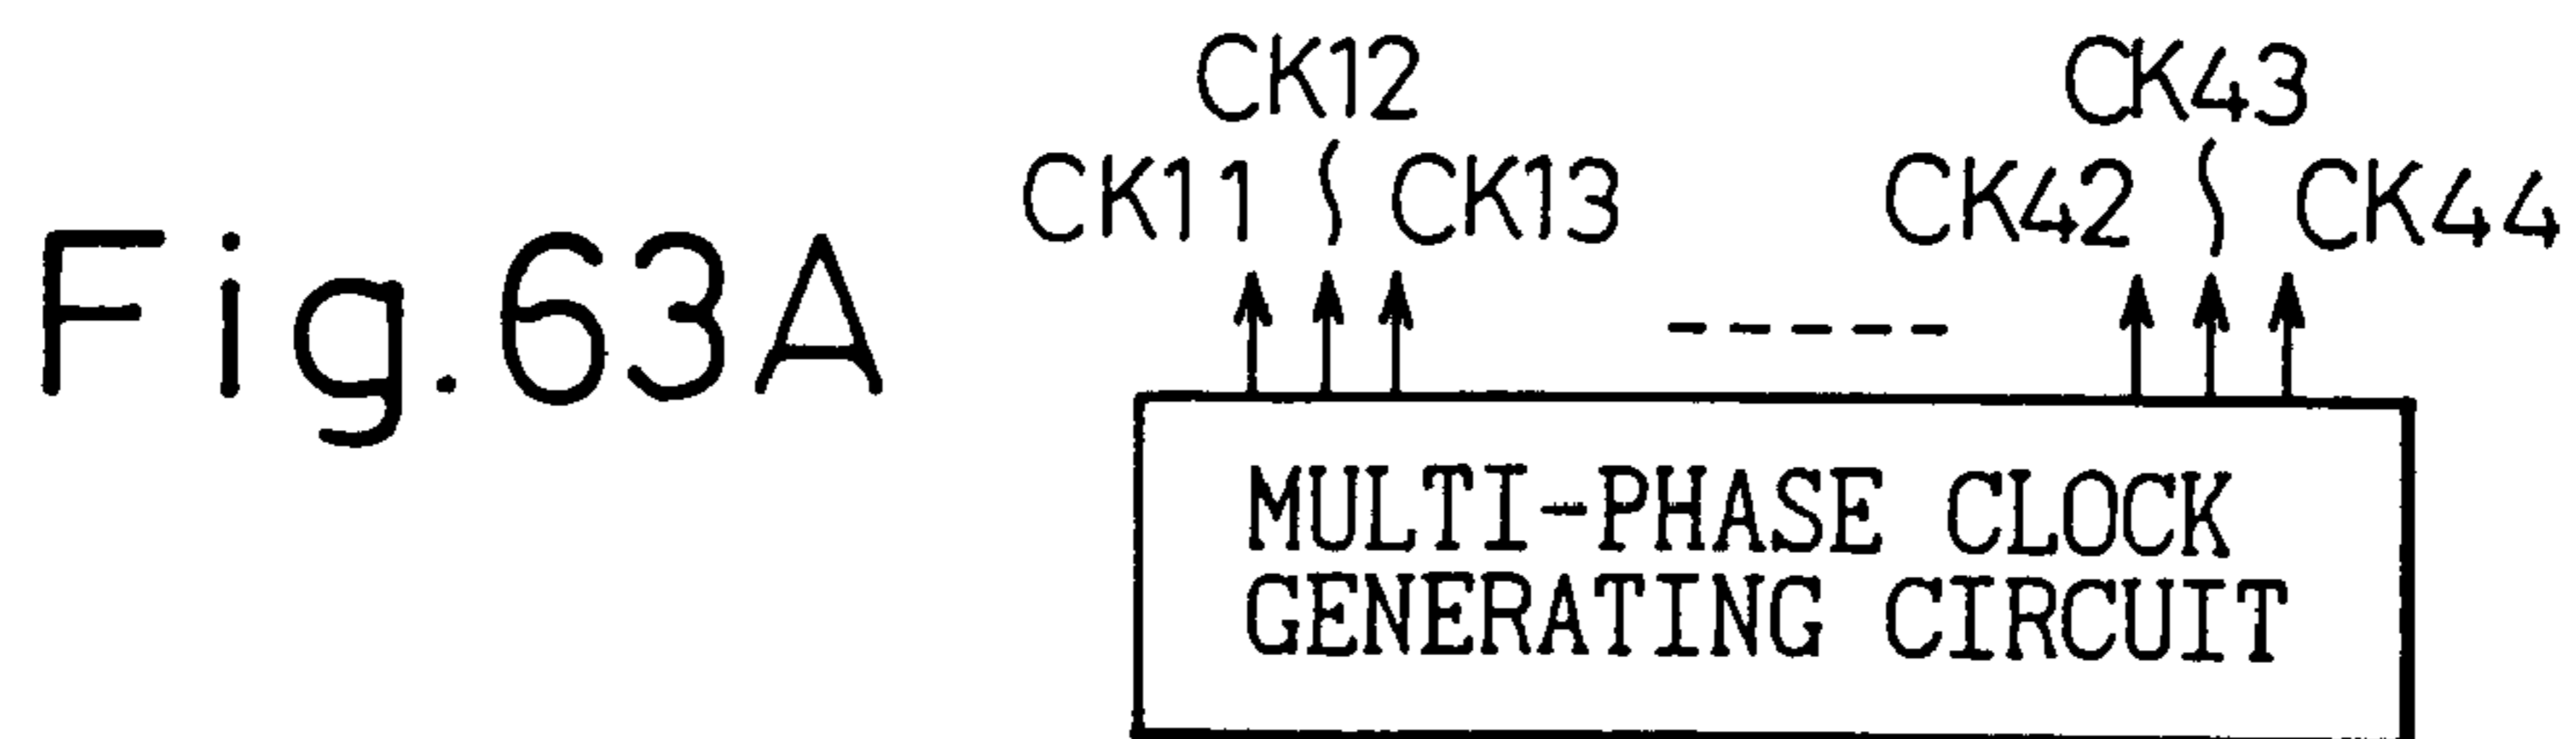 Fig.63A
CK12
CK43
CK11 CK13
CK42 CK44
MULTI-PHASE CLOCK
GENERATING CIRCUIT